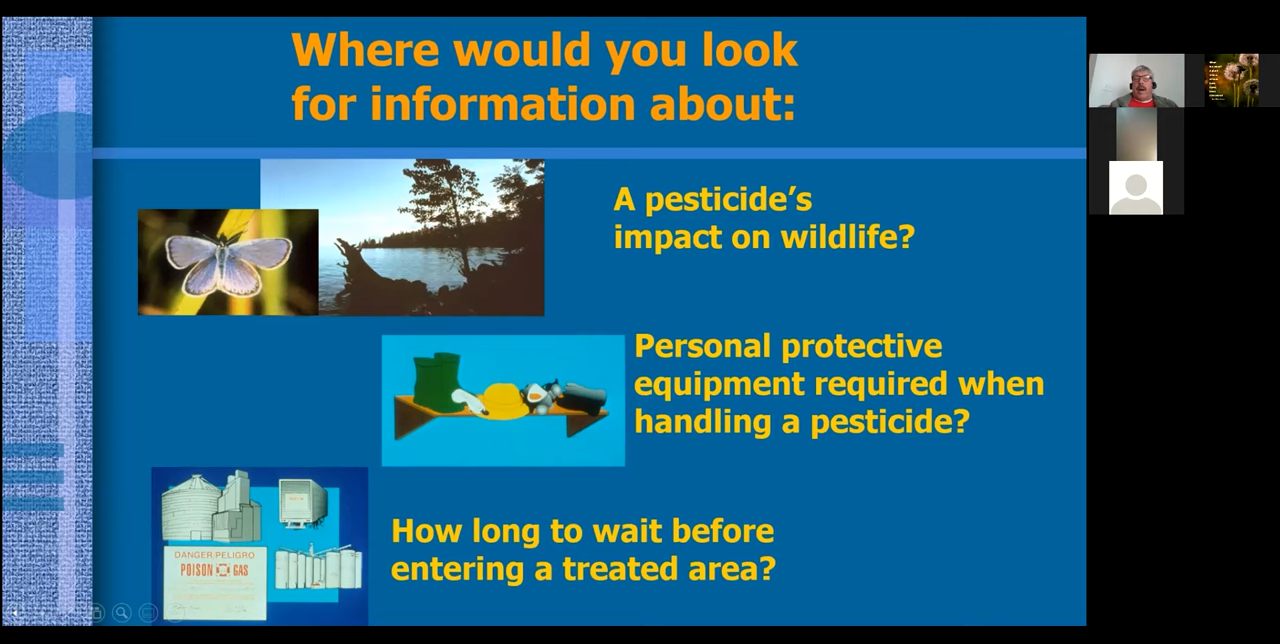 Where would you look
for information about:
A pesticide’s
impact on wildlife?
Personal protective
equipment required when
handling a pesticide?
DANGER/PELIGRO
POISON GAS
How long to wait before
entering a treated area?